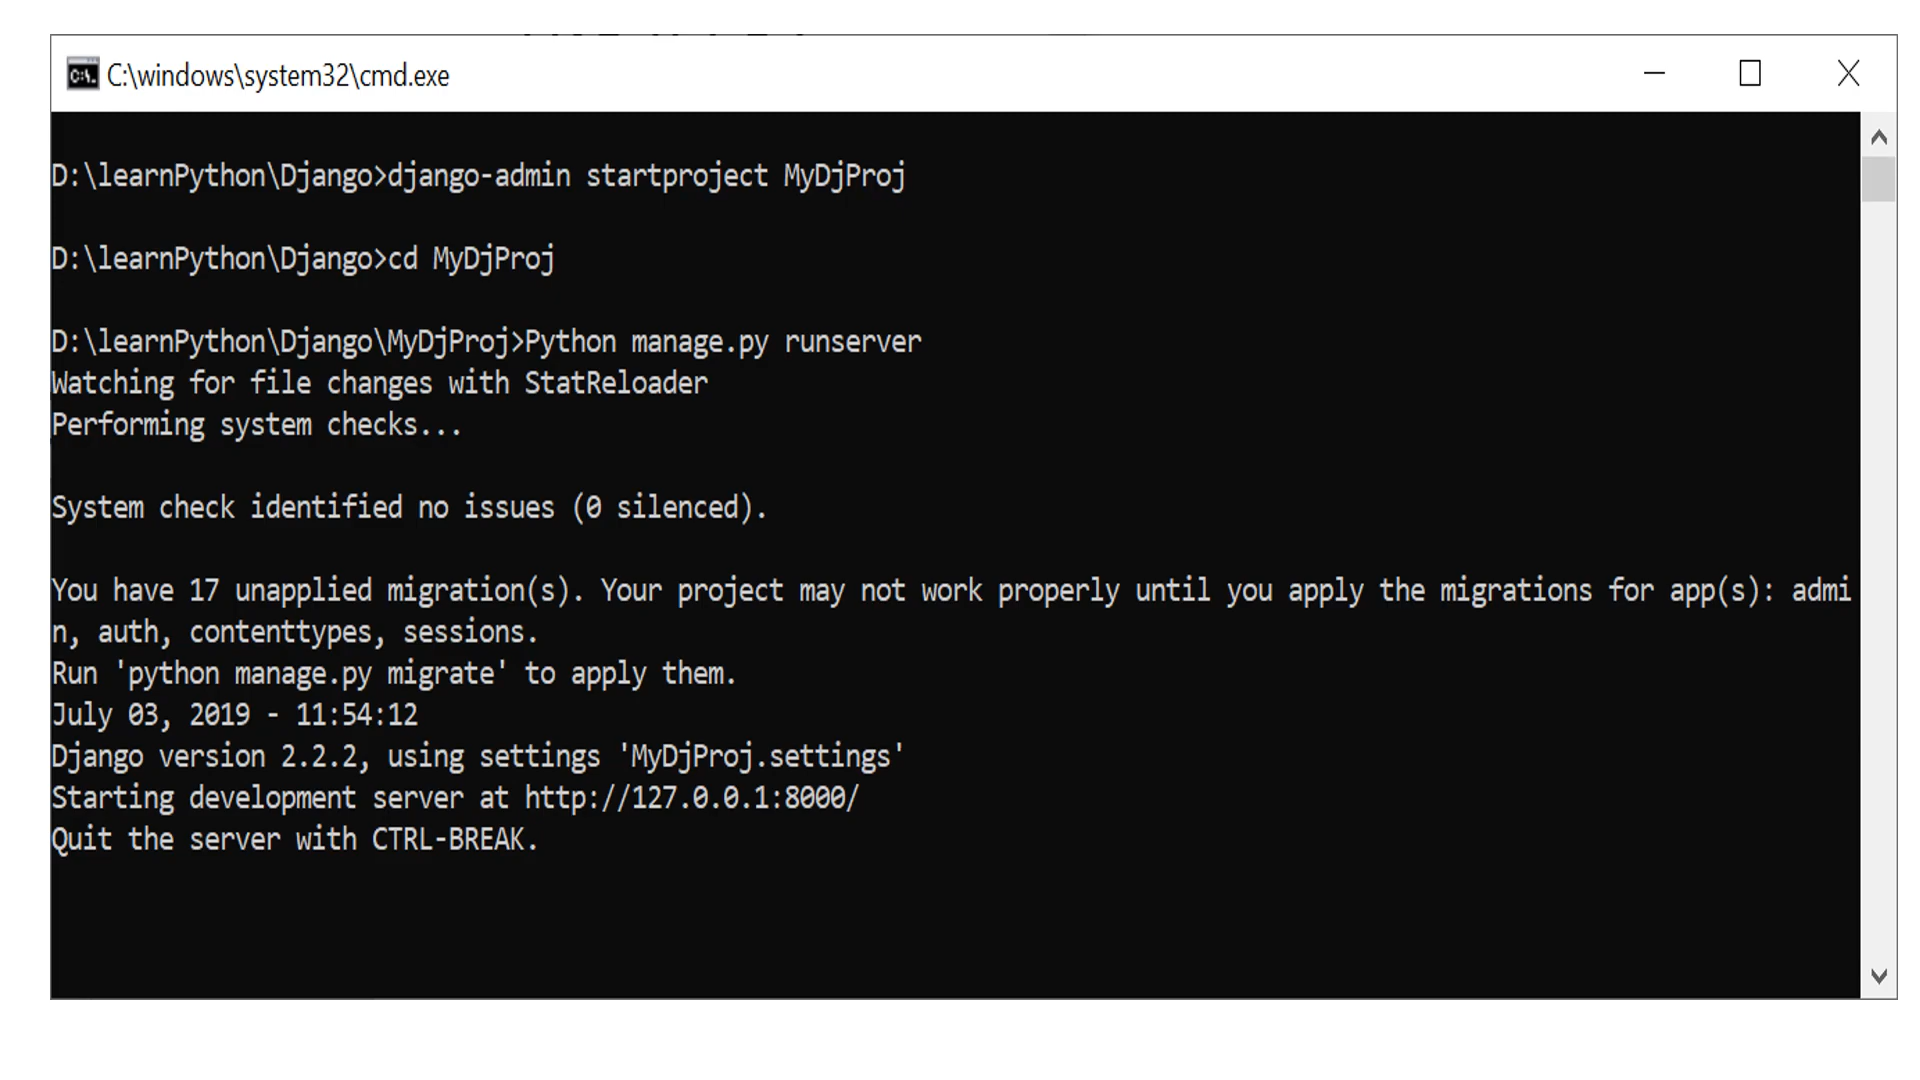 C:\windows\system32\cmd.exe
D:\learnPython\Django>django-admin startproject MyDjProj
D:\learnPython\Django>cd MyDjProj
D:\learnPython\Django\MyDjProj>Python manage.py runserver
Watching for file changes with StatReloader
Performing system checks...
System check identified no issues (0 silenced).
You have 17 unapplied migration(s). Your project may not work properly until you apply the migrations for app(s): admi
n, auth, contenttypes, sessions.
Run 'python manage.py migrate' to apply them.
July 03, 2019 - 11:54:12
Django version 2.2.2, using settings 'MyDjProj.settings'
Starting development server at http://127.0.0.1:8000/
Quit the server with CTRL-BREAK.